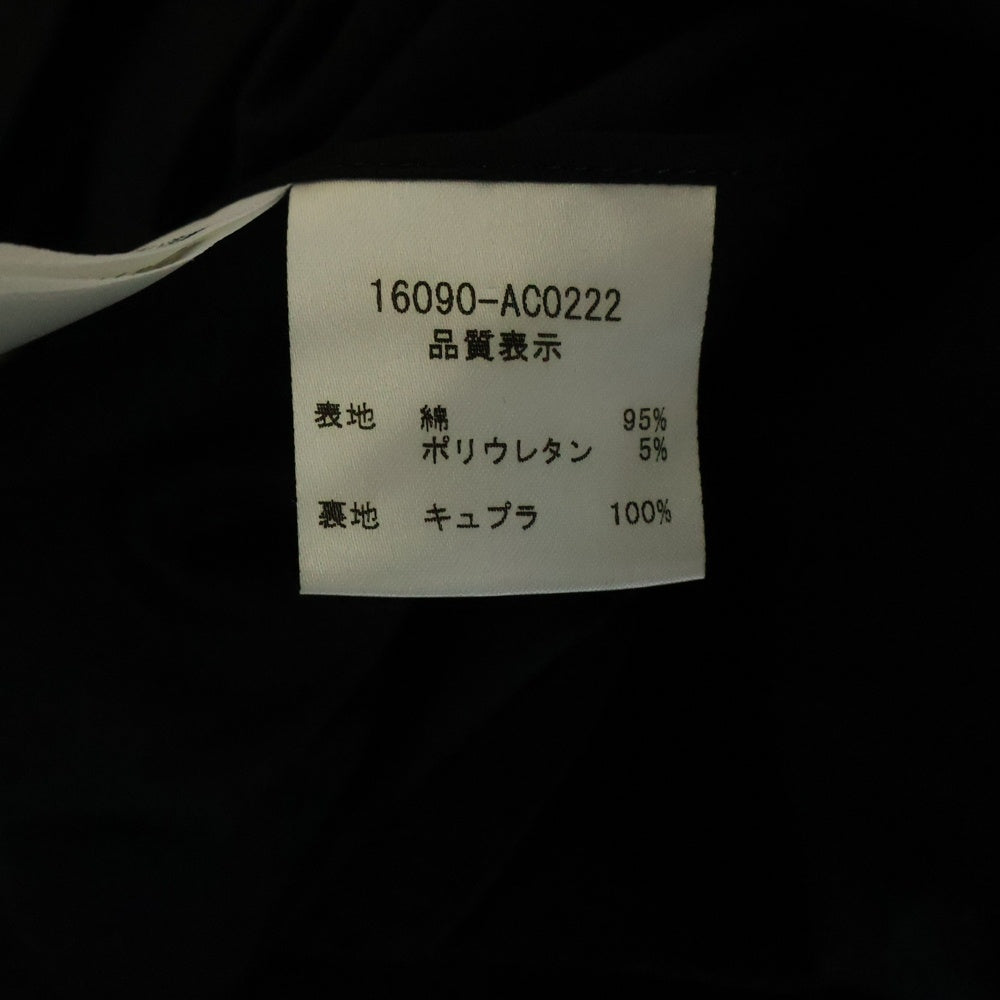 16090-AC0222
品質表示
表地 綿 95%
ポリウレタン 5%
裏地 キュプラ 100%